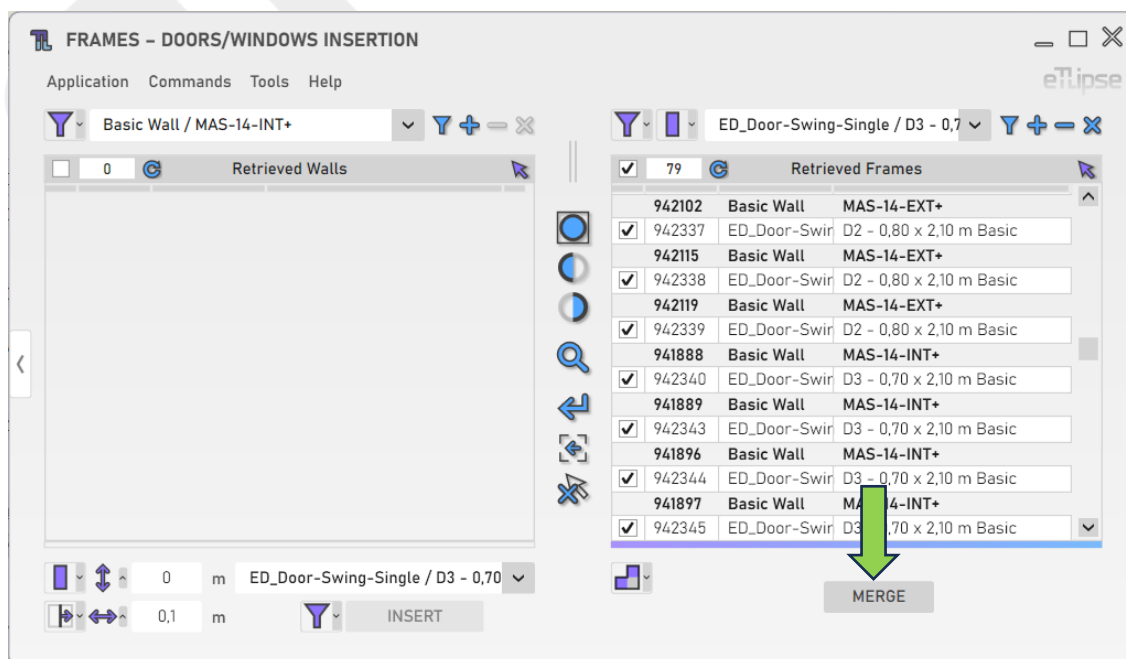 FRAMES – DOORS/WINDOWS INSERTION
Application Commands Tools Help
eTLipse
Basic Wall / MAS-14-INT+
ED_Door-Swing-Single / D3 - 0,7
0 Retrieved Walls
79 Retrieved Frames
942102 Basic Wall MAS-14-EXT+
942337 ED_Door-Swir D2 - 0,80 x 2,10 m Basic
942115 Basic Wall MAS-14-EXT+
942338 ED_Door-Swir D2 - 0,80 x 2,10 m Basic
942119 Basic Wall MAS-14-EXT+
942339 ED_Door-Swir D2 - 0,80 x 2,10 m Basic
941888 Basic Wall MAS-14-INT+
942340 ED_Door-Swir D3 - 0,70 x 2,10 m Basic
941889 Basic Wall MAS-14-INT+
942343 ED_Door-Swir D3 - 0,70 x 2,10 m Basic
941896 Basic Wall MAS-14-INT+
942344 ED_Door-Swir D3 - 0,70 x 2,10 m Basic
941897 Basic Wall 4-INT+
942345 ED_Door-Swir D3 ,70 x 2,10 m Basic
0 m ED_Door-Swing-Single / D3 - 0,70
0,1 m INSERT
MERGE